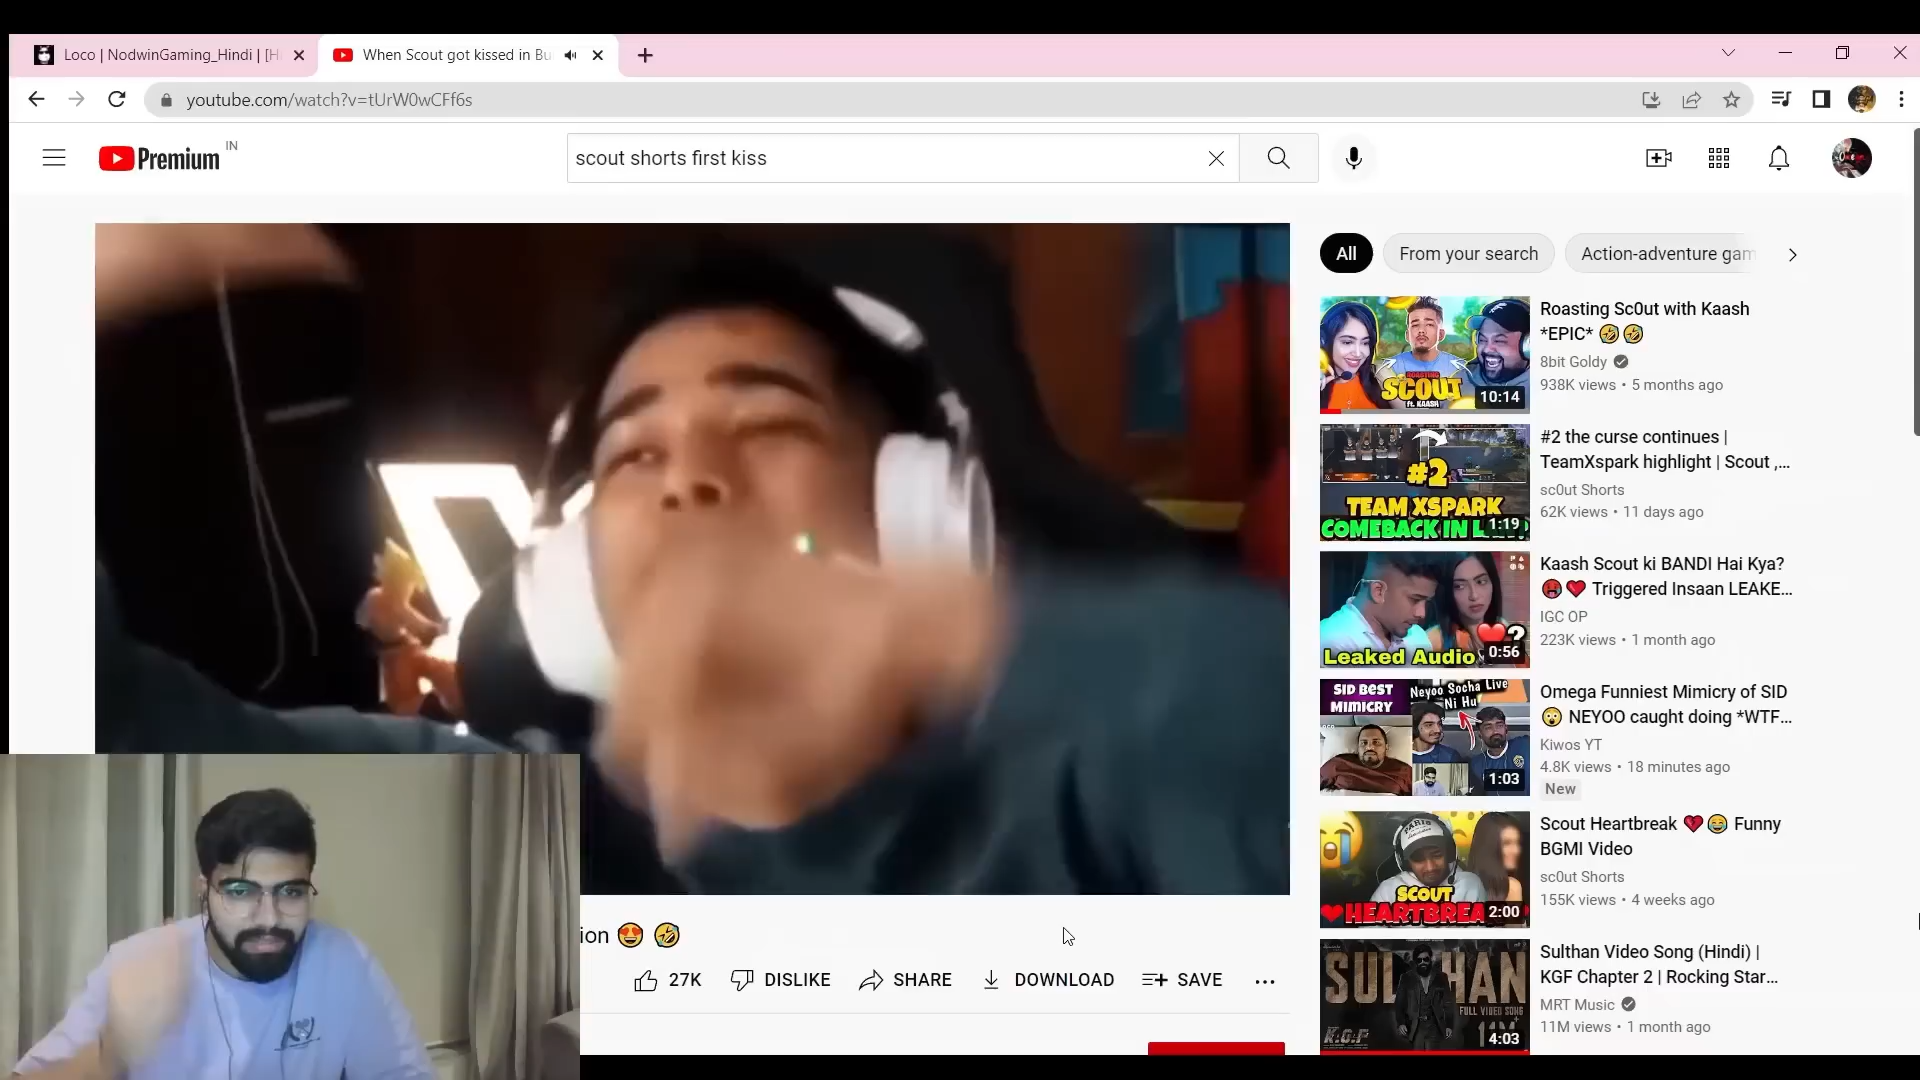 Loco | NodwinGaming_Hindi | [H
When Scout got kissed in Bu
youtube.com/watch?v=tUrW0wCFf6s
Premium IN
scout shorts first kiss
All
From your search
Action-adventure gam
ROASTING
SCOUT
ft. KAASH
10:14
Roasting Sc0ut with Kaash
*EPIC* 🤣🤣
8bit Goldy
938K views • 5 months ago
#2
TEAM XSPARK
COMEBACK IN L
1:19
#2 the curse continues |
TeamXspark highlight | Scout ,...
sc0ut Shorts
62K views • 11 days ago
?
Leaked Audio
0:56
Kaash Scout ki BANDI Hai Kya?
🤬❤️ Triggered Insaan LEAKE...
IGC OP
223K views • 1 month ago
SID BEST
MIMICRY
Neyoo Socha Live
Ni Hu
1:03
Omega Funniest Mimicry of SID
😲 NEYOO caught doing *WTF...
Kiwos YT
4.8K views • 18 minutes ago
New
PARIS
SCOUT
HEARTBREA
2:00
Scout Heartbreak 💔😂 Funny
BGMI Video
sc0ut Shorts
155K views • 4 weeks ago
SULTHAN
FULL VIDEO SONG
K.G.F
4:03
Sulthan Video Song (Hindi) |
KGF Chapter 2 | Rocking Star...
MRT Music
11M views • 1 month ago
ion 😍 🤣
27K
DISLIKE
SHARE
DOWNLOAD
SAVE